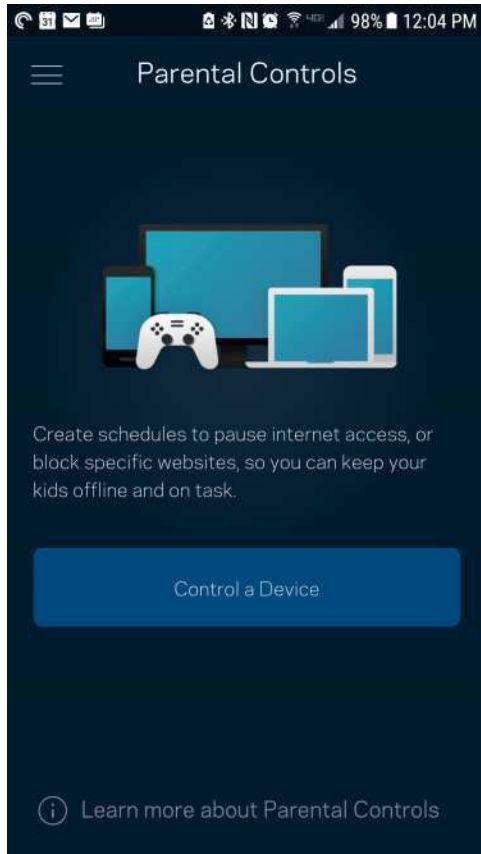 31 98% 12:04 PM
Parental Controls
Create schedules to pause internet access, or
block specific websites, so you can keep your
kids offline and on task.
Control a Device
Learn more about Parental Controls